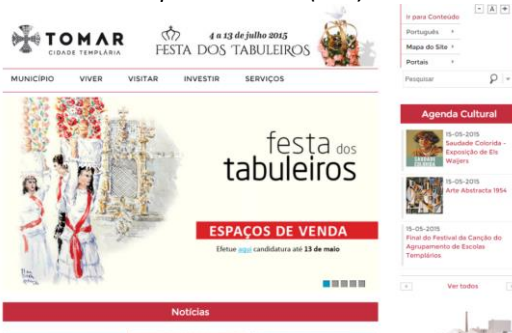 TOMAR
CIDADE TEMPLÁRIA
4 a 13 de julho 2015
FESTA DOS TABULEIROS
MUNICÍPIO VIVER VISITAR INVESTIR SERVIÇOS
festa dos
tabuleiros
ESPAÇOS DE VENDA
Efetue aqui candidatura até 13 de maio
Notícias
- A +
Ir para Conteúdo
Português
Mapa do Site
Portais
Pesquisar
Agenda Cultural
15-05-2015
Saudade Colorida -
Exposição de Els
Weijers
SAUDADE
COLORIDA
15-05-2015
Arte Abstracta 1954
15-05-2015
Final do Festival da Canção do
Agrupamento de Escolas
Templários
Ver todos